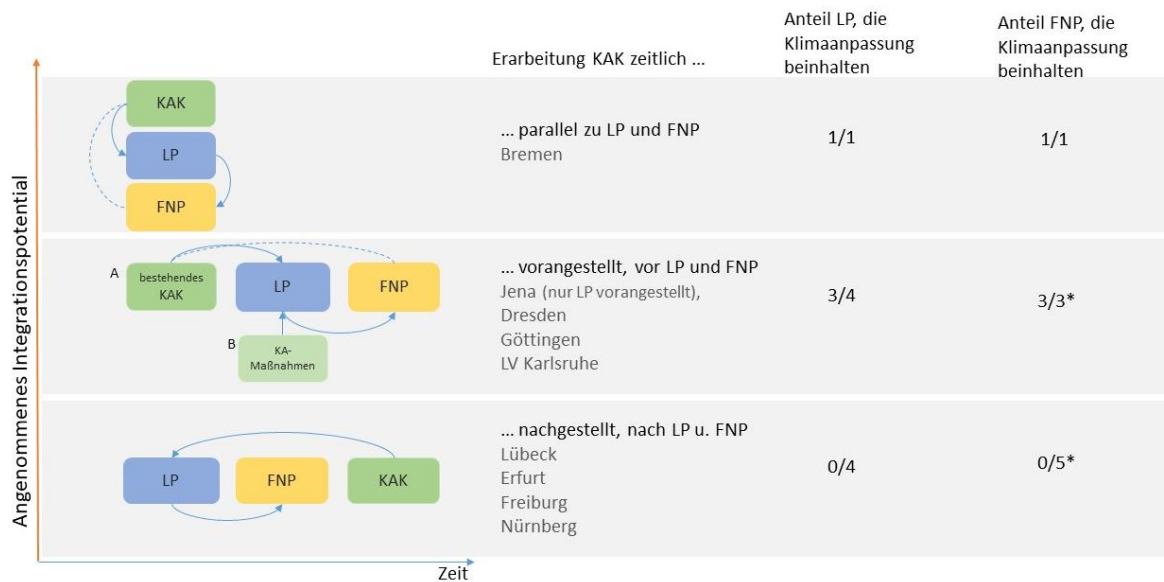 Erarbeitung KAK zeitlich ...
Anteil LP, die
Klimaanpassung
beinhalten
Anteil FNP, die
Klimaanpassung
beinhalten
Angenommenes Integrationspotential
KAK
LP
FNP
... parallel zu LP und FNP
Bremen
1/1
1/1
A
bestehendes
KAK
LP
FNP
B
KA-
Maßnahmen
... vorangestellt, vor LP und FNP
Jena (nur LP vorangestellt),
Dresden
Göttingen
LV Karlsruhe
3/4
3/3*
LP
FNP
KAK
... nachgestellt, nach LP u. FNP
Lübeck
Erfurt
Freiburg
Nürnberg
0/4
0/5*
Zeit